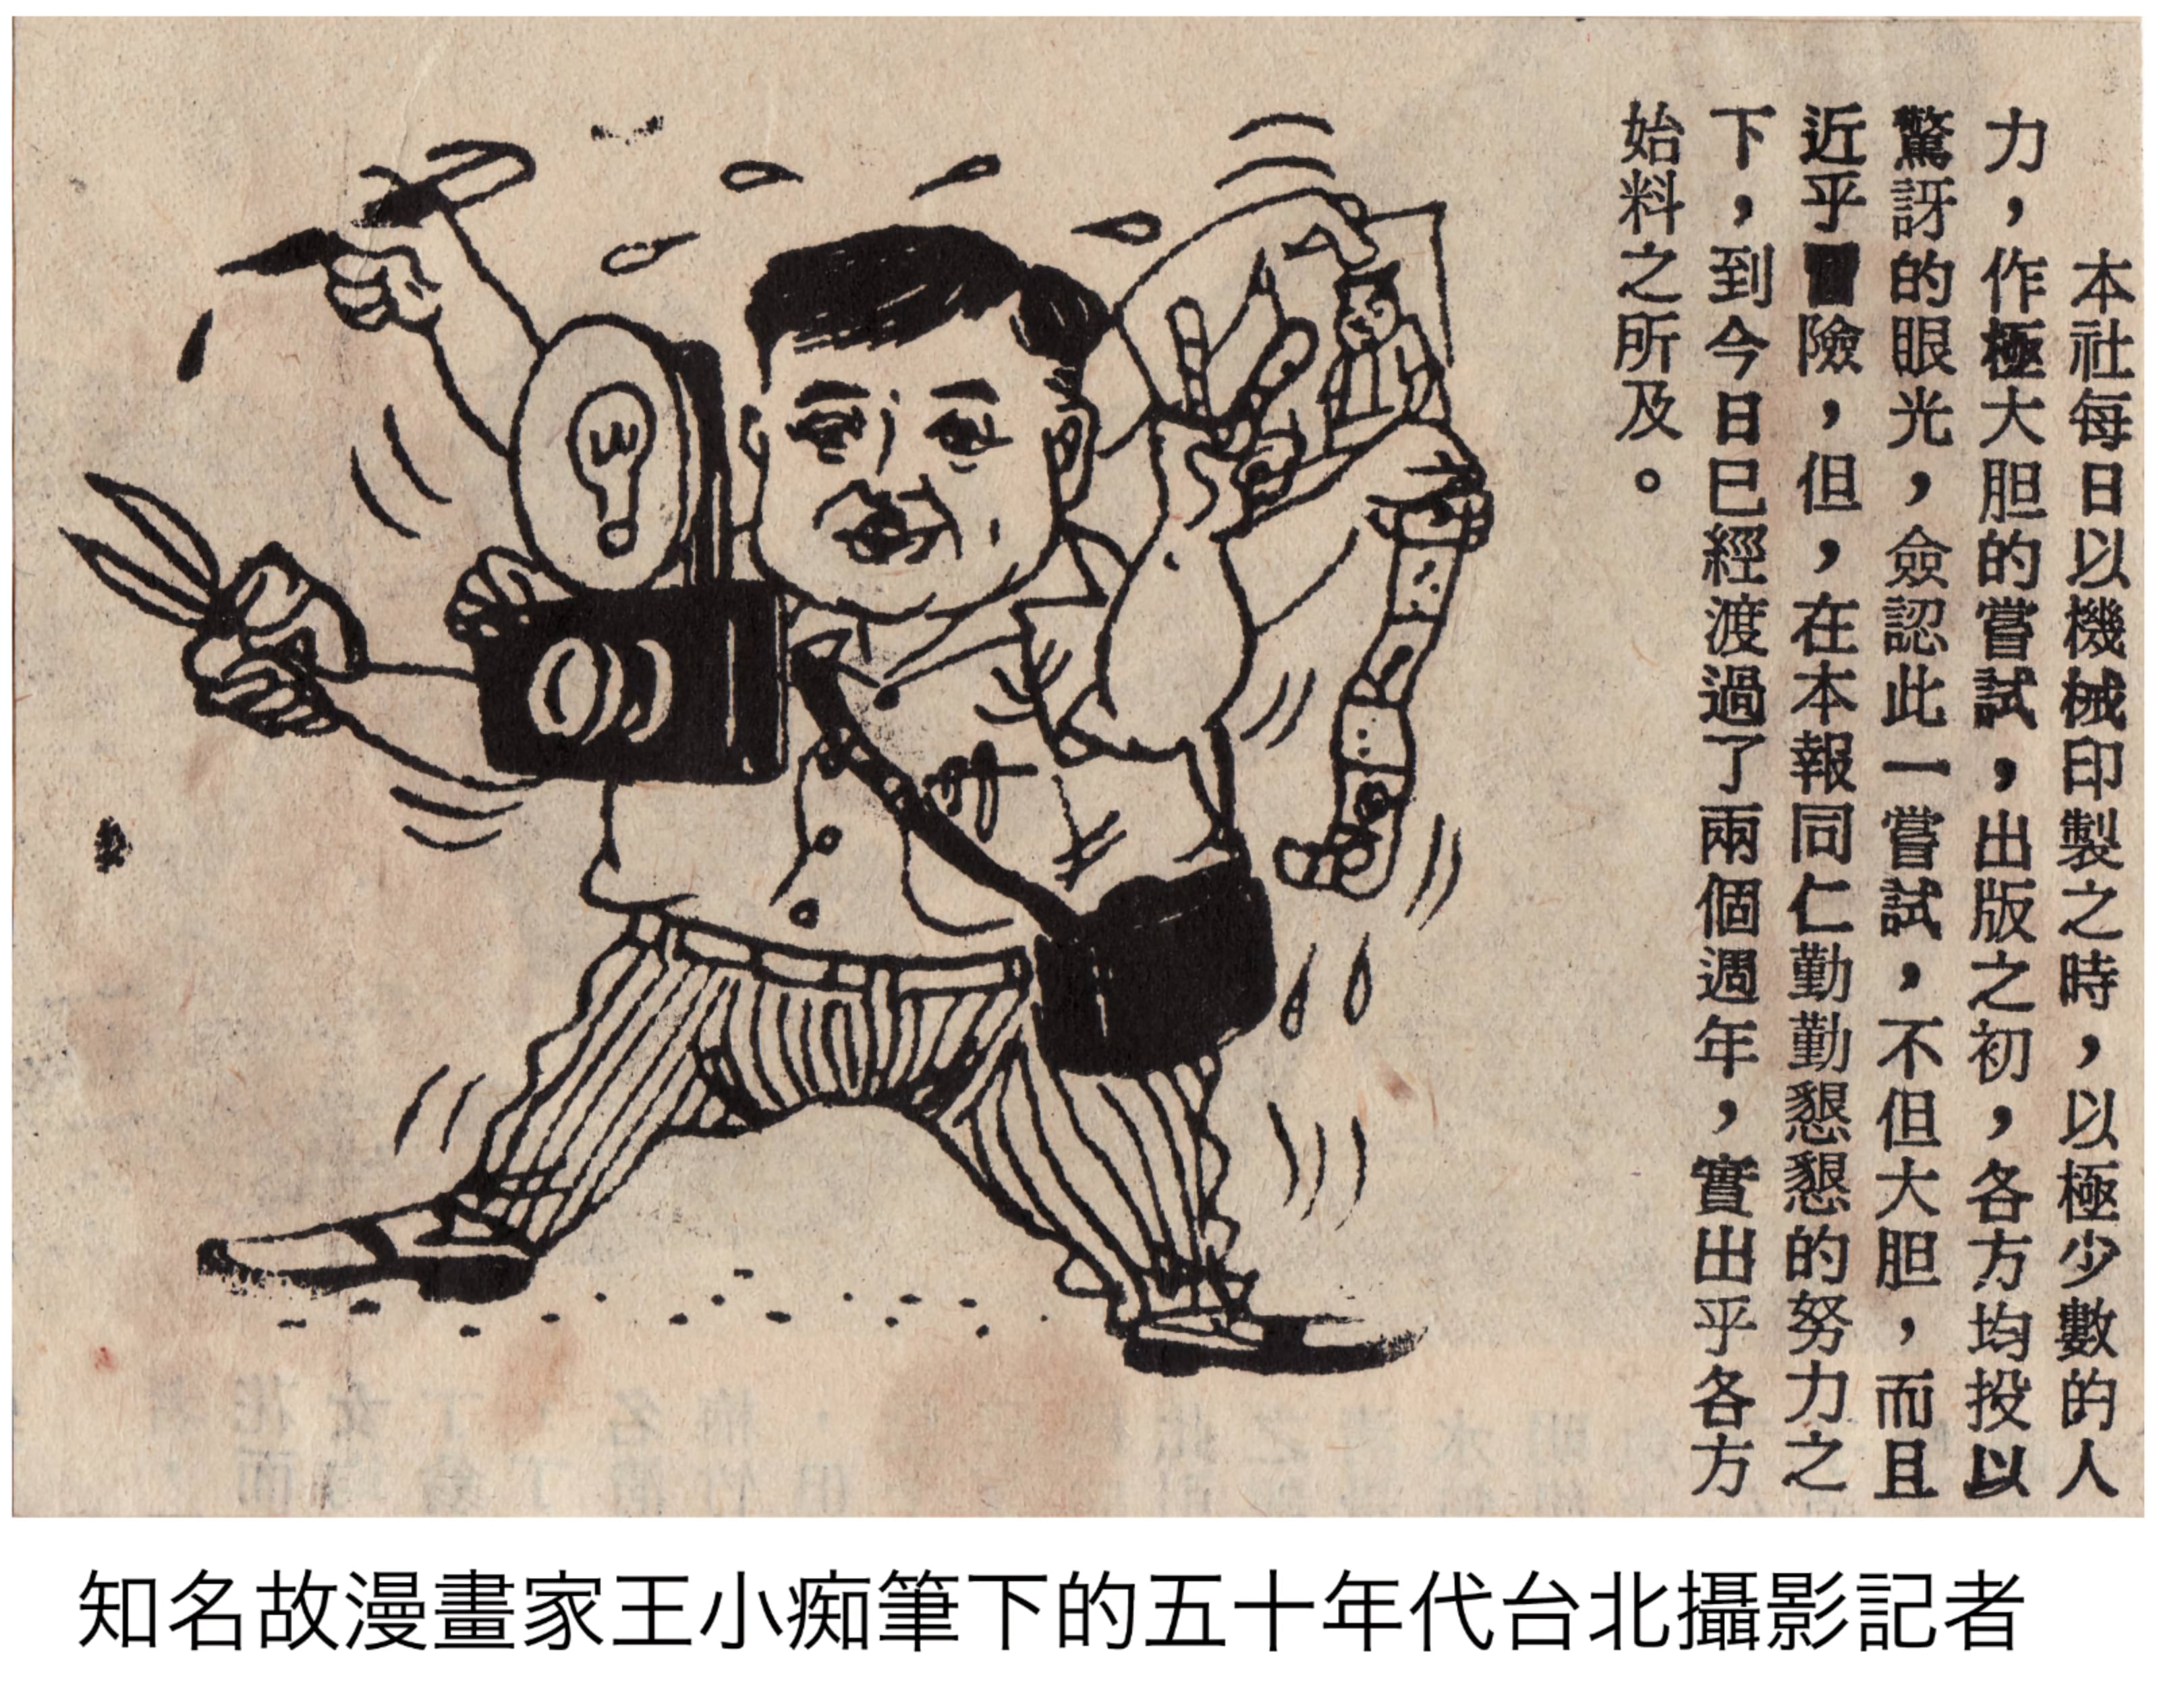 本社每日以機械印製之時，以極少數的人
力，作極大胆的嘗試，出版之初，各方均投以
驚訝的眼光，僉認此一嘗試，不但大胆，而且
近乎險，但，在本報同仁勤勤懇懇的努力之
下，到今日已經渡過了兩個週年，實出乎各方
始料之所及。
知名故漫畫家王小痴筆下的五十年代台北攝影記者